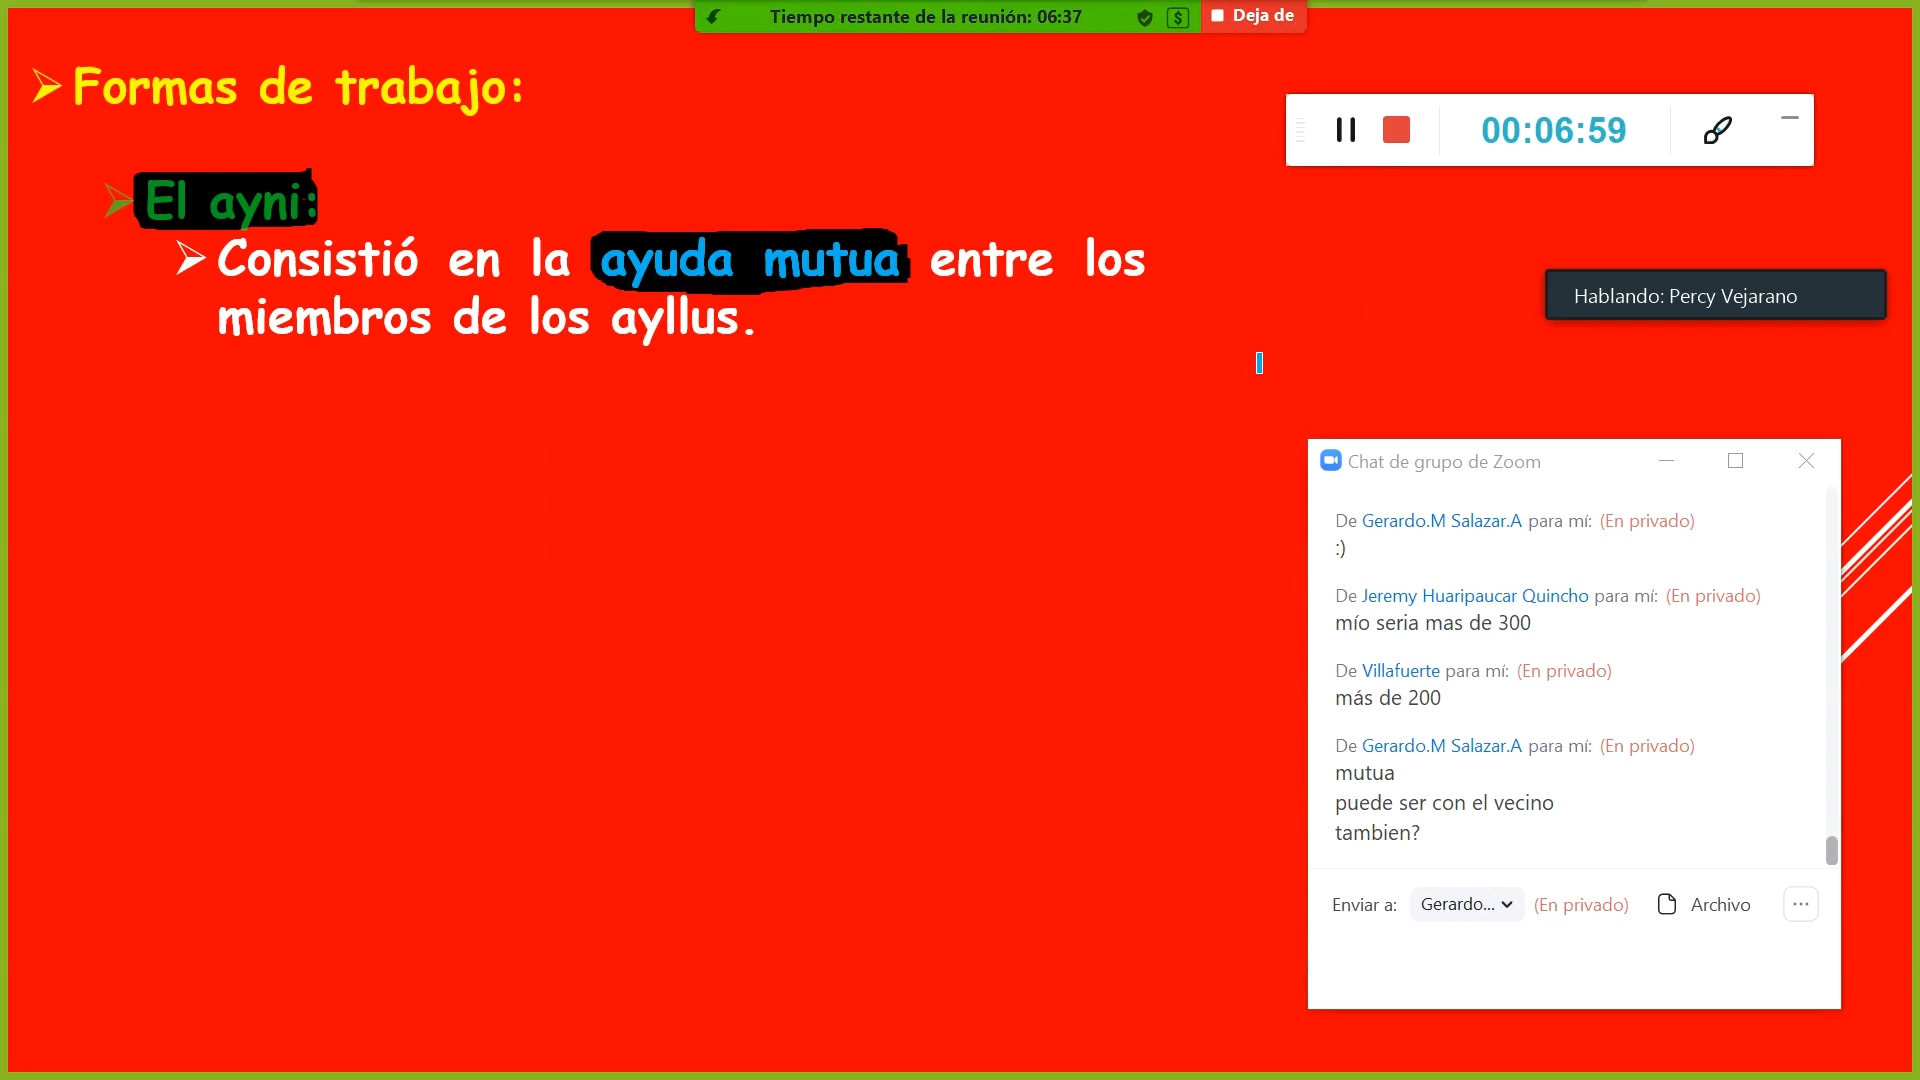 Tiempo restante de la reunión: 06:37
Deja de
Formas de trabajo:
00:06:59
El ayni:
Consistió en la ayuda mutua entre los
miembros de los ayllus.
Hablando: Percy Vejarano
Chat de grupo de Zoom
De Gerardo.M Salazar.A para mí: (En privado)
:)
De Jeremy Huaripaucar Quincho para mí: (En privado)
mío seria mas de 300
De Villafuerte para mí: (En privado)
más de 200
De Gerardo.M Salazar.A para mí: (En privado)
mutua
puede ser con el vecino
tambien?
Enviar a: Gerardo... (En privado) Archivo